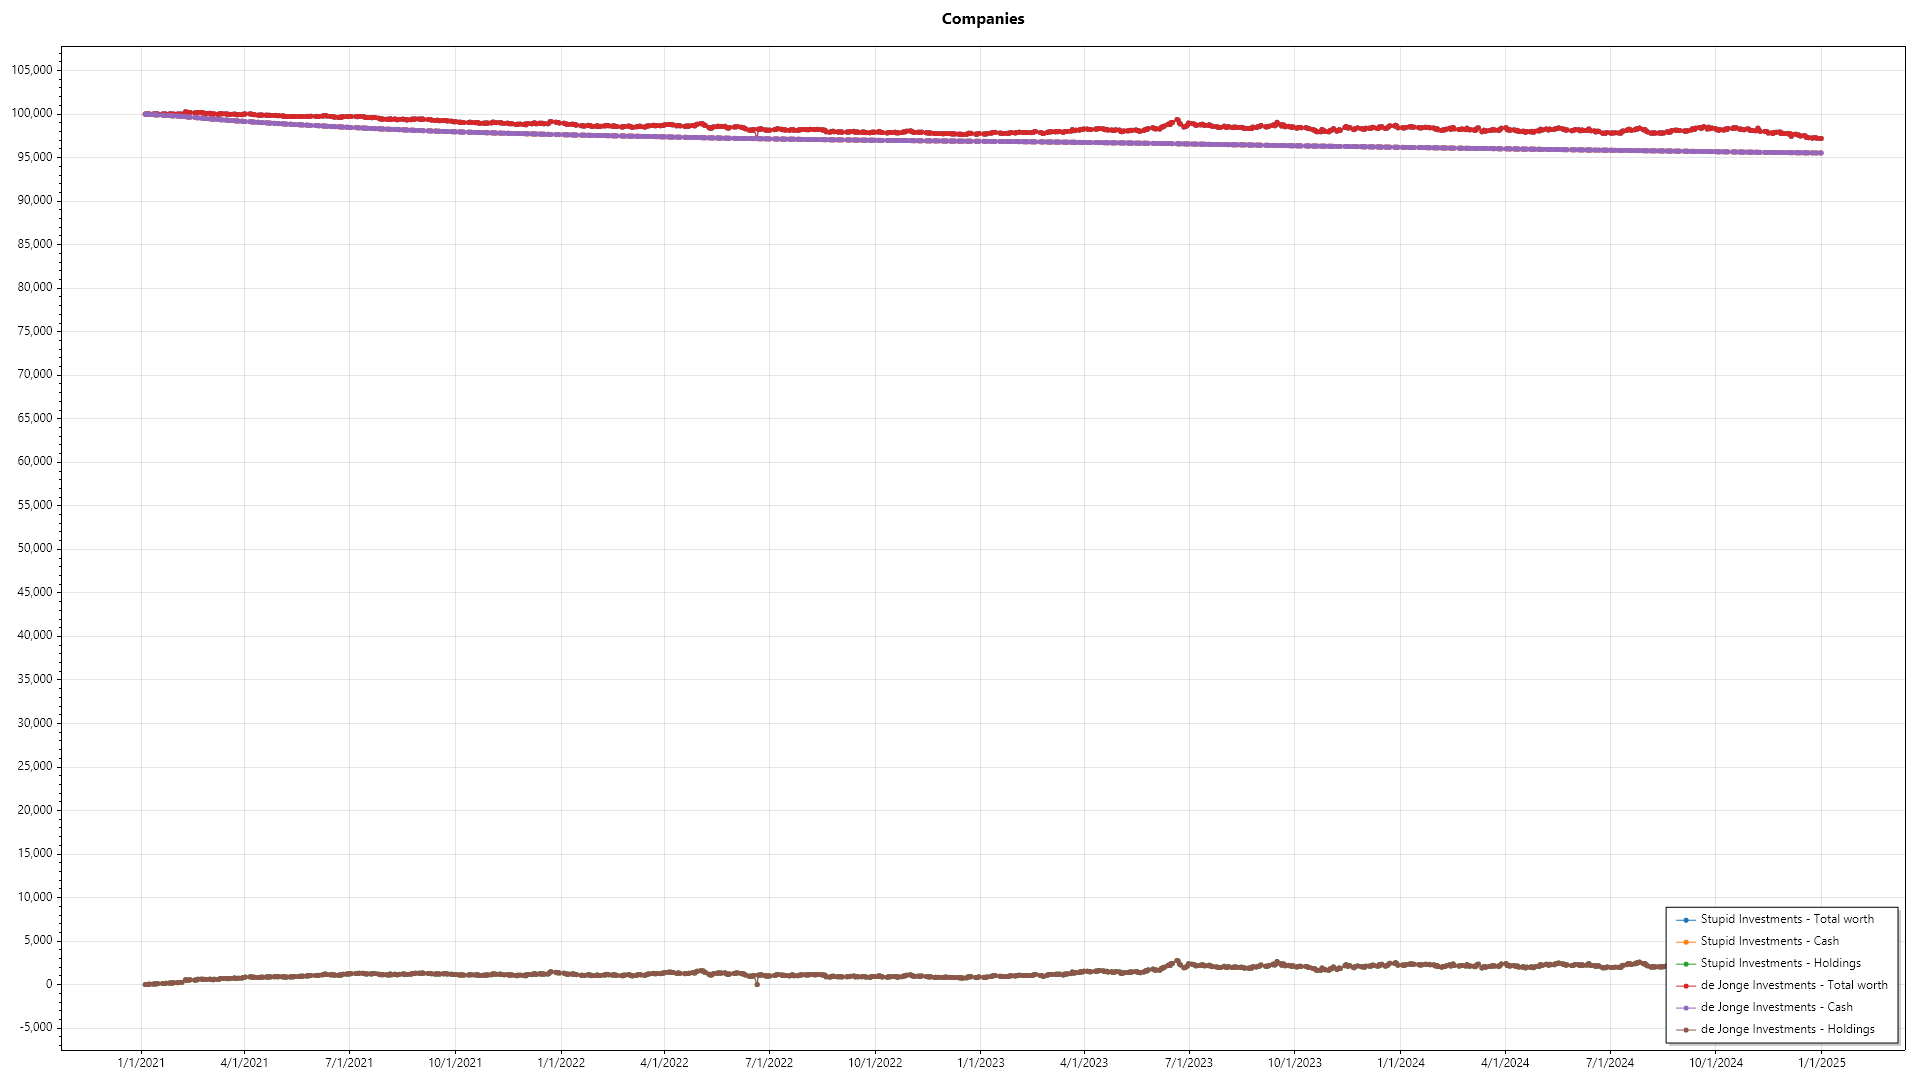 Companies
105,000
100,000
95,000
90,000
85,000
80,000
75,000
70,000
65,000
60,000
55,000
50,000
45,000
40,000
35,000
30,000
25,000
20,000
15,000
10,000
5,000
0
-5,000
Stupid Investments - Total worth
Stupid Investments - Cash
Stupid Investments - Holdings
de Jonge Investments - Total worth
de Jonge Investments - Cash
de Jonge Investments - Holdings
1/1/2021 4/1/2021 7/1/2021 10/1/2021 1/1/2022 4/1/2022 7/1/2022 10/1/2022 1/1/2023 4/1/2023 7/1/2023 10/1/2023 1/1/2024 4/1/2024 7/1/2024 10/1/2024 1/1/2025